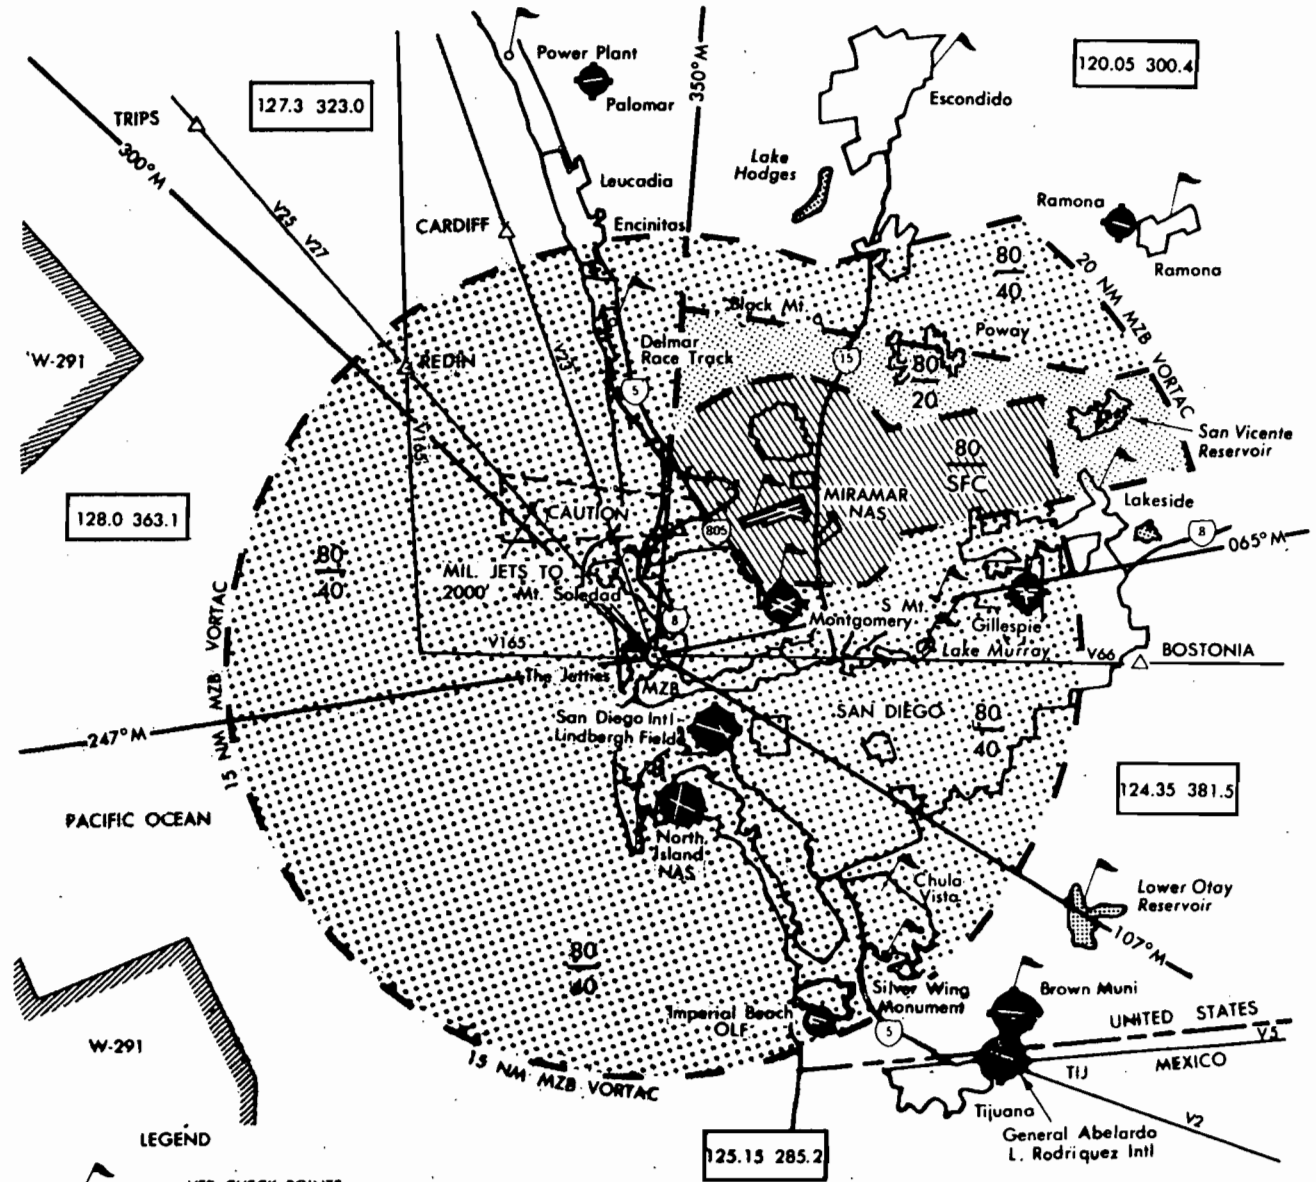 Power Plant
350°M
120.05 300.4
127.3 323.0
Palomar
Escondido
TRIPS
300°M
Lake
Hodges
Leucadia
V25
V27
CARDIFF
Encinitas
Ramona
Ramona
80
40
20 NM MZB VORTAC
Black Mt.
Poway
Delmar
Race Track
W-291
REDIN
V23
15
80
20
5
San Vicente
Reservoir
V165
80
SFC
MIRAMAR
NAS
Lakeside
128.0 363.1
CAUTION
805
8
065°M
80
40
MIL. JETS TO
2000'
Mt. Soledad
8
S Mt.
Montgomery
Gillespie
V165
Lake Murray
V66
BOSTONIA
15 NM MZB VORTAC
The Jetties
MZB
247°M
San Diego Intl-
Lindbergh Field
SAN DIEGO
80
40
PACIFIC OCEAN
124.35 381.5
North
Island
NAS
Chula
Vista
Lower Otay
Reservoir
107°M
80
40
Silver Wing
Monument
Brown Muni
Imperial Beach
OLF
5
UNITED STATES
V5
MEXICO
W-291
15 NM MZB VORTAC
TIJ
Tijuana
V2
General Abelardo
L. Rodriquez Intl
LEGEND
125.15 285.2
VFR CHECK POINTS